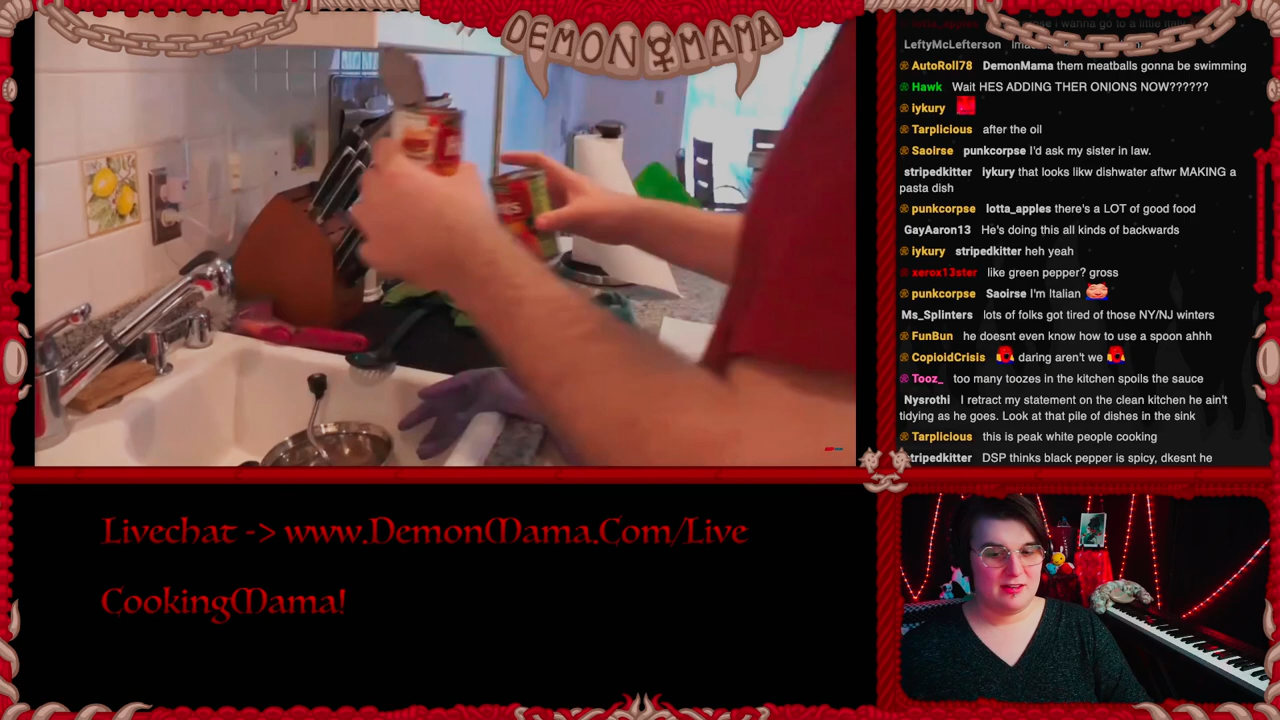 DEMON MAMA
LeftyMcLefterson
AutoRoll78 DemonMama them meatballs gonna be swimming
Hawk Wait HES ADDING THER ONIONS NOW??????
iykury
Tarplicious after the oil
Saoirse punkcorpse I'd ask my sister in law.
stripedkitter iykury that looks likw dishwater aftwr MAKING a
pasta dish
punkcorpse lotta_apples there's a LOT of good food
GayAaron13 He's doing this all kinds of backwards
iykury stripedkitter heh yeah
xerox13ster like green pepper? gross
punkcorpse Saoirse I'm Italian
Ms_Splinters lots of folks got tired of those NY/NJ winters
FunBun he doesnt even know how to use a spoon ahhh
CopioidCrisis daring aren't we
Tooz_ too many toozes in the kitchen spoils the sauce
Nysrothi I retract my statement on the clean kitchen he ain't
tidying as he goes. Look at that pile of dishes in the sink
Tarplicious this is peak white people cooking
tripedkitter DSP thinks black pepper is spicy, dkesnt he
Livechat -> www.DemonMama.Com/Live
CookingMama!